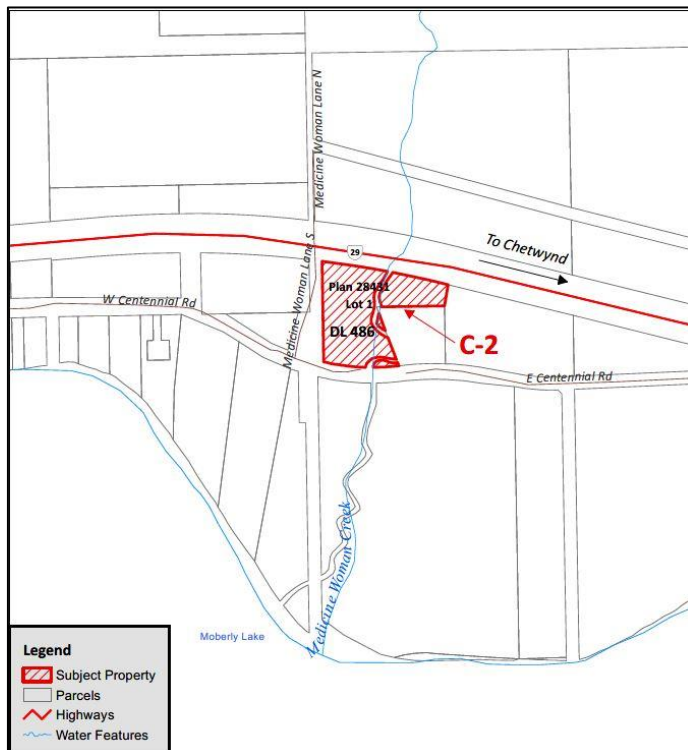 Medicine Woman Lane N
Medicine Woman Lane S
29
To Chetwynd
W Centennial Rd
Plan 28431
Lot 1
DL 486
C-2
E Centennial Rd
Medicine Woman Creek
Moberly Lake
Legend
Subject Property
Parcels
Highways
Water Features